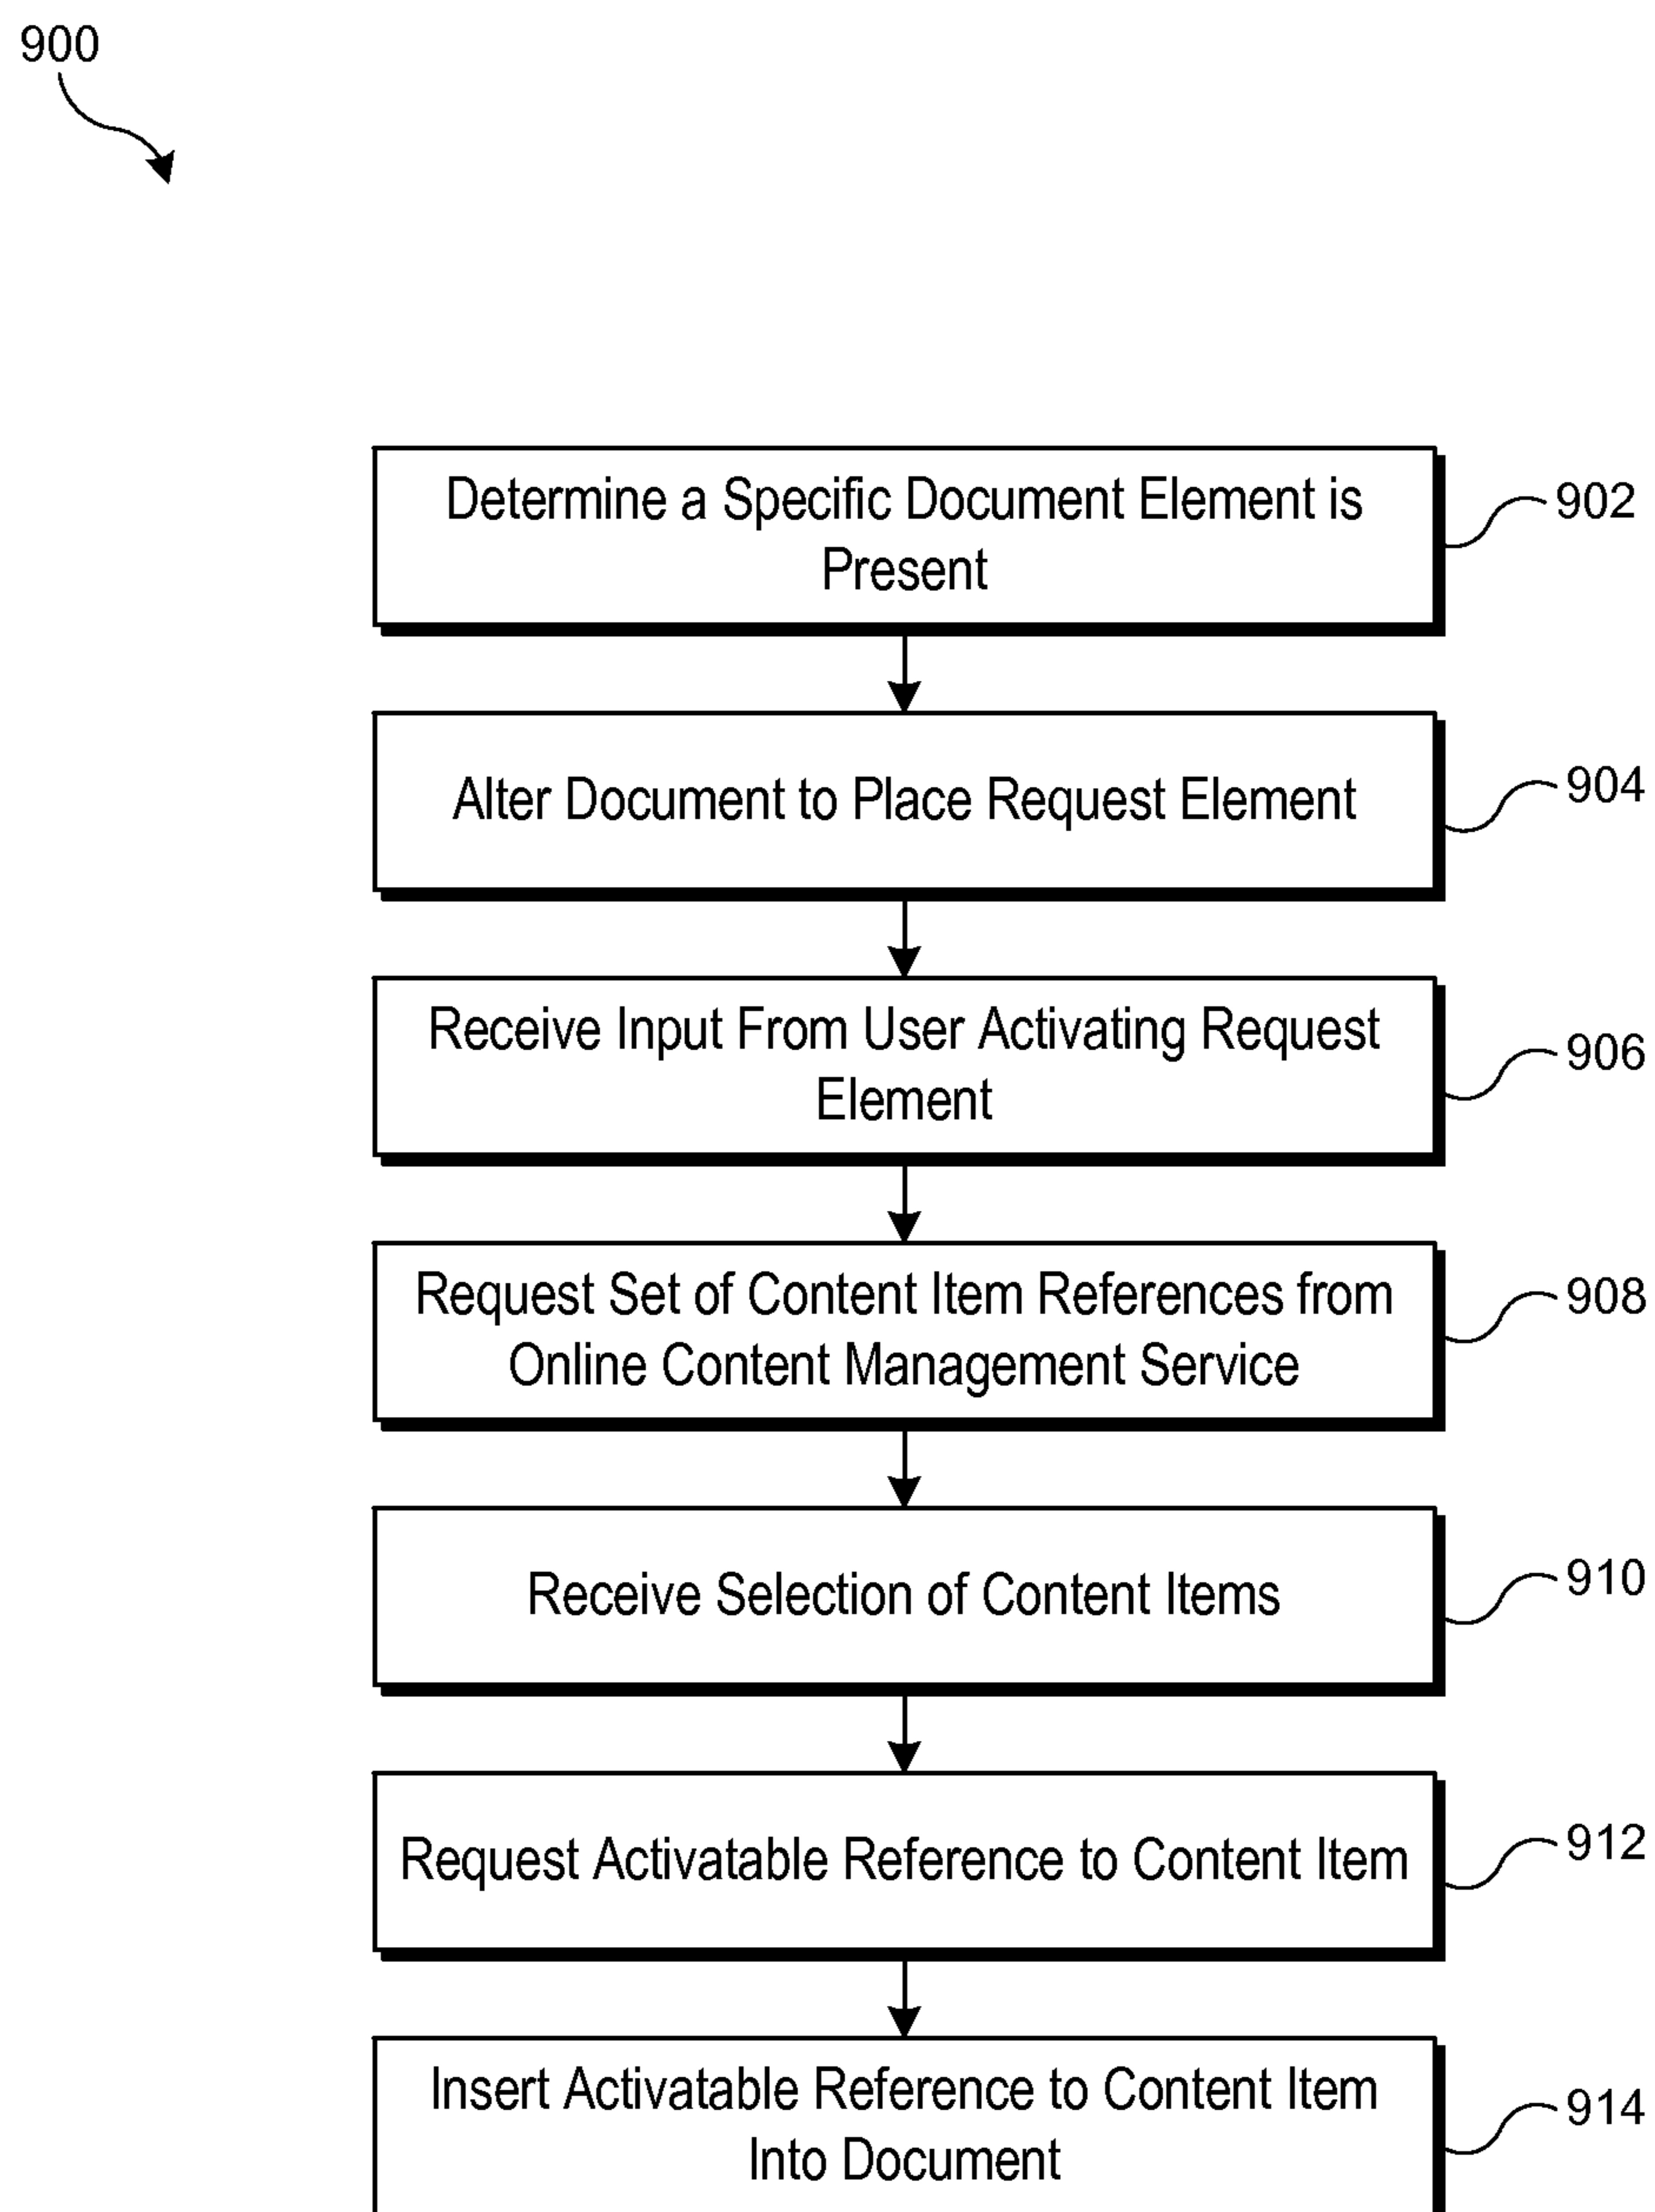 900
Determine a Specific Document Element is
Present
902
Alter Document to Place Request Element
904
Receive Input From User Activating Request
Element
906
Request Set of Content Item References from
Online Content Management Service
908
Receive Selection of Content Items
910
Request Activatable Reference to Content Item
912
Insert Activatable Reference to Content Item
Into Document
914